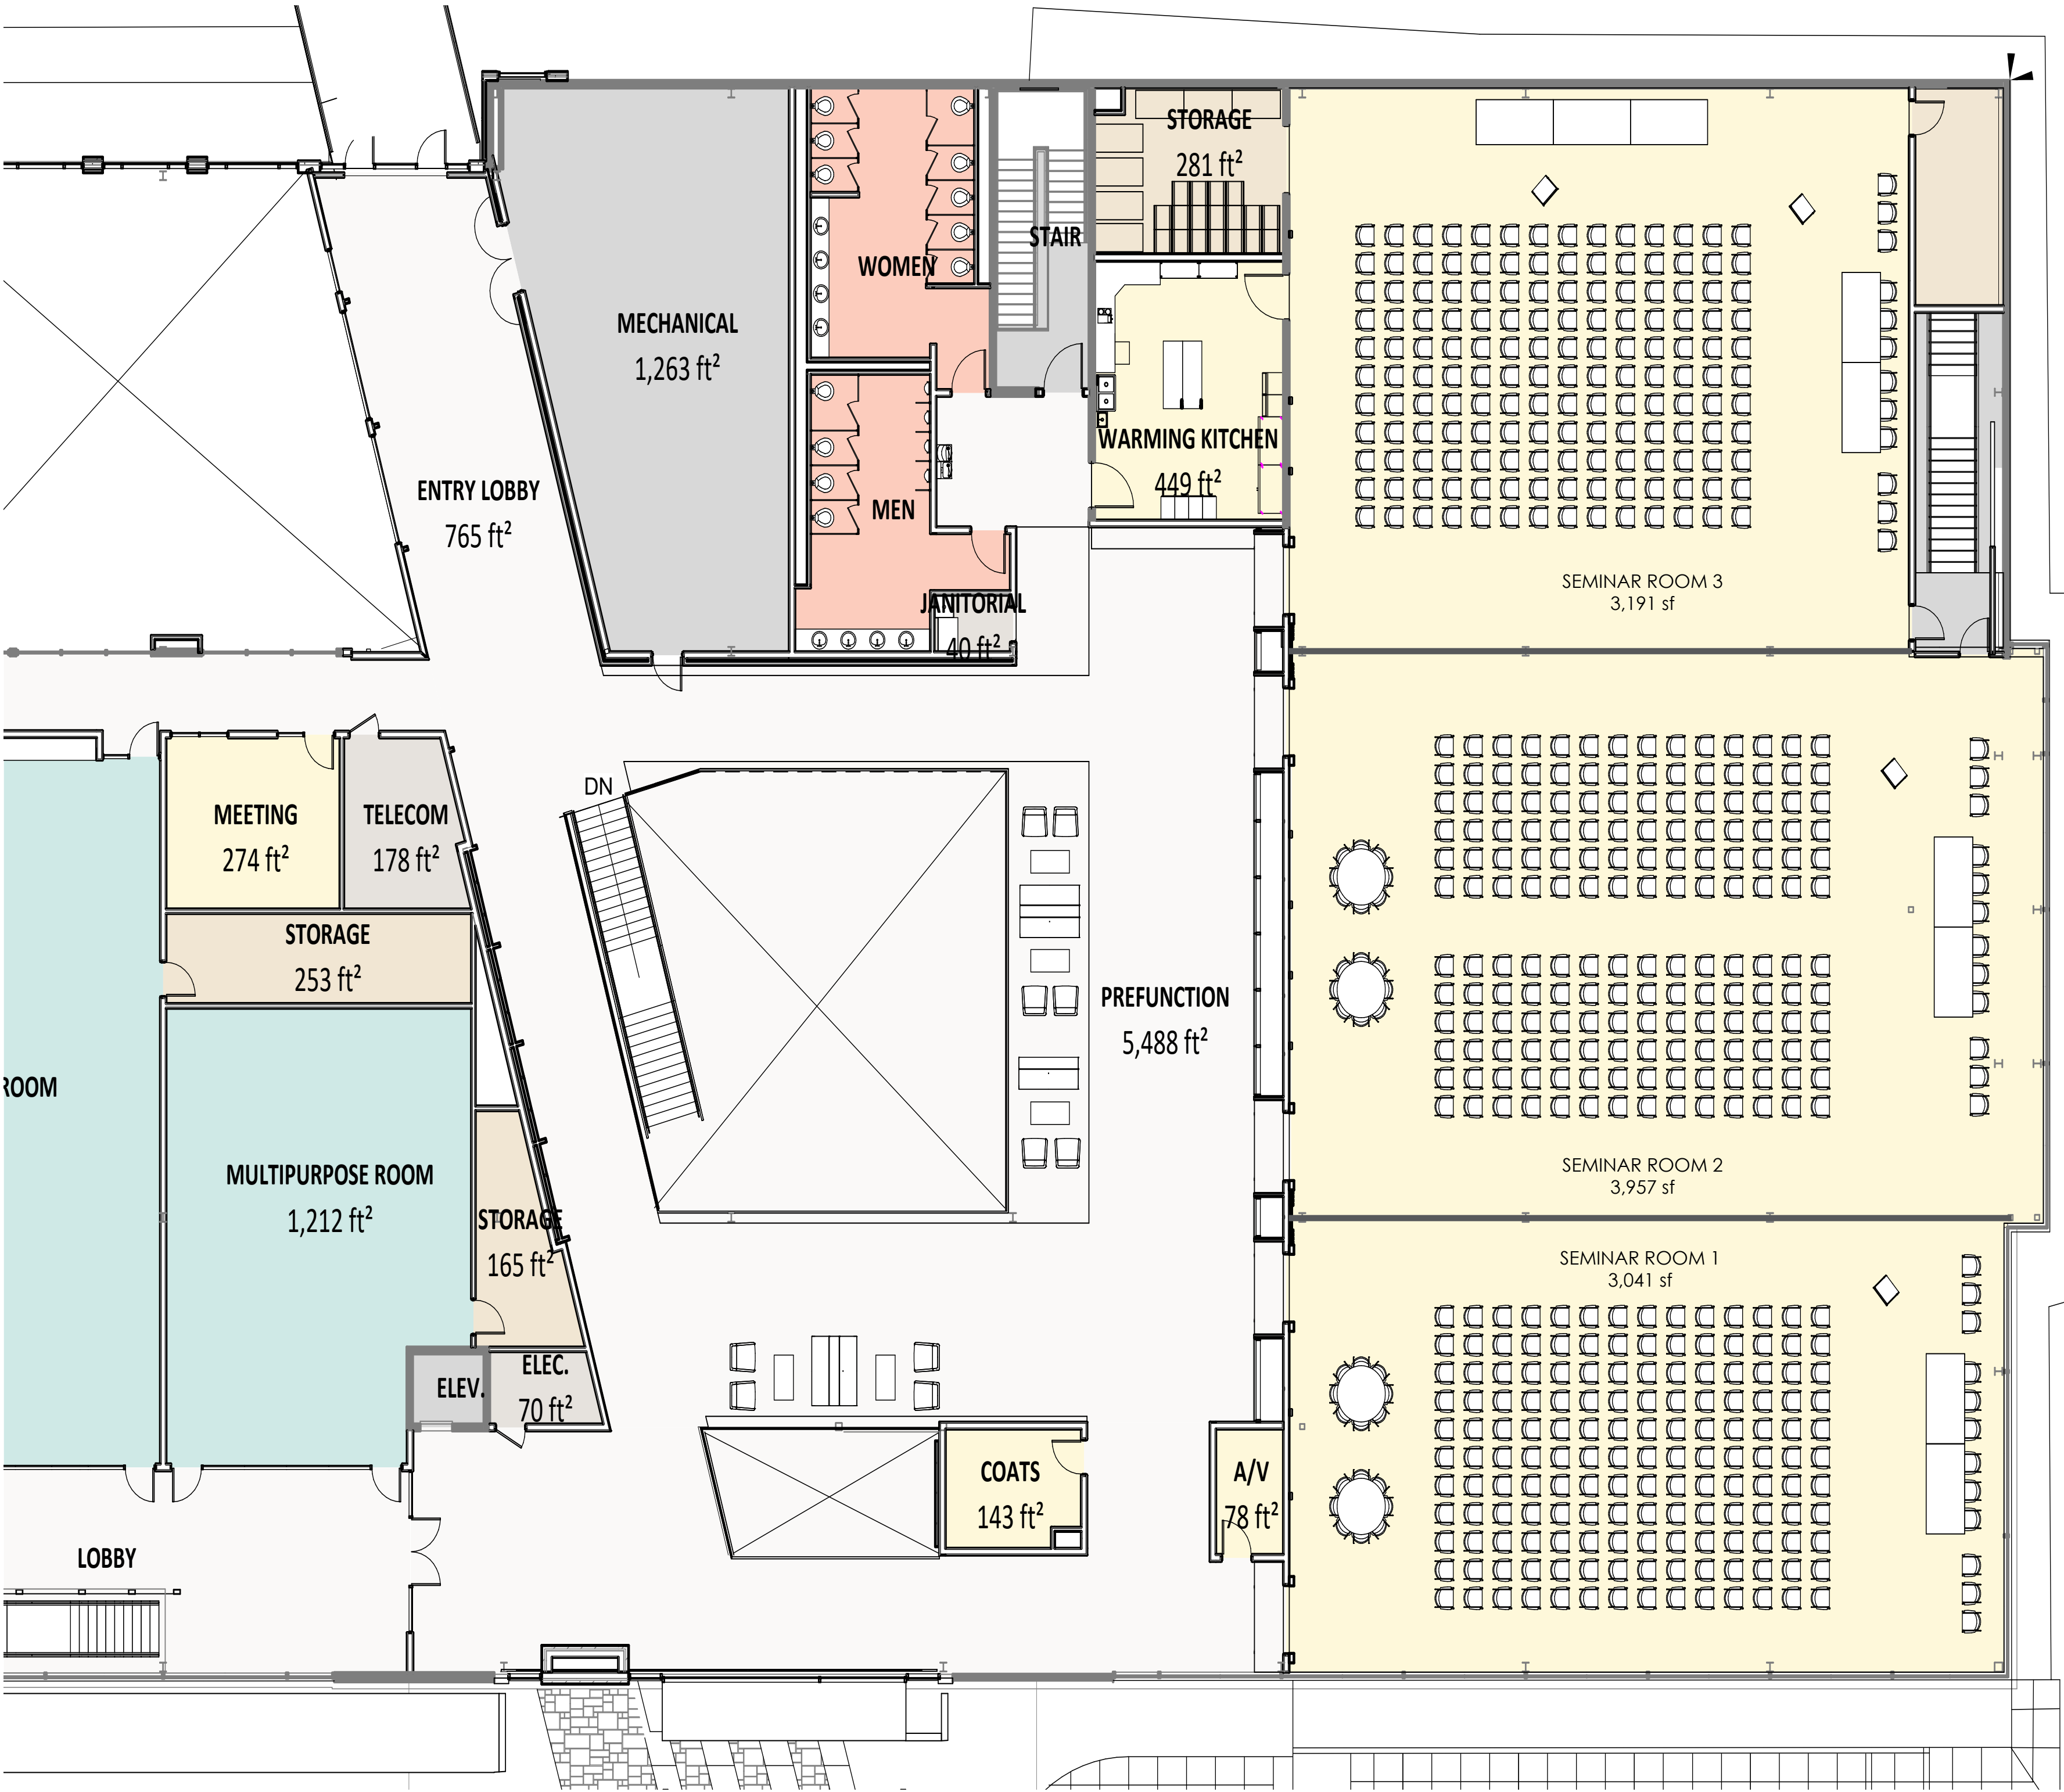 STORAGE
281 ft²
STAIR
WOMEN
MECHANICAL
1,263 ft²
WARMING KITCHEN
449 ft²
ENTRY LOBBY
765 ft²
MEN
SEMINAR ROOM 3
3,191 sf
JANITORIAL
40 ft²
DN
MEETING
274 ft²
TELECOM
178 ft²
STORAGE
253 ft²
PREFUNCTION
5,488 ft²
ROOM
MULTIPURPOSE ROOM
1,212 ft²
SEMINAR ROOM 2
3,957 sf
STORAGE
165 ft²
SEMINAR ROOM 1
3,041 sf
ELEV.
ELEC.
70 ft²
COATS
143 ft²
A/V
78 ft²
LOBBY